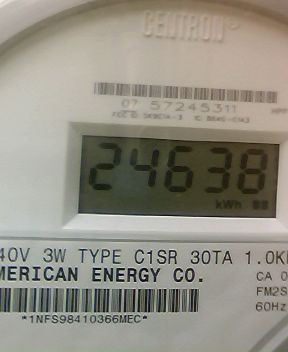 CENTRON®
07 57245311
24638
kWh 88
40V 3W TYPE C1SR 30TA 1.0K
MERICAN ENERGY CO.
CA 0
FM2S
60Hz
*1NFS98410366MEC*